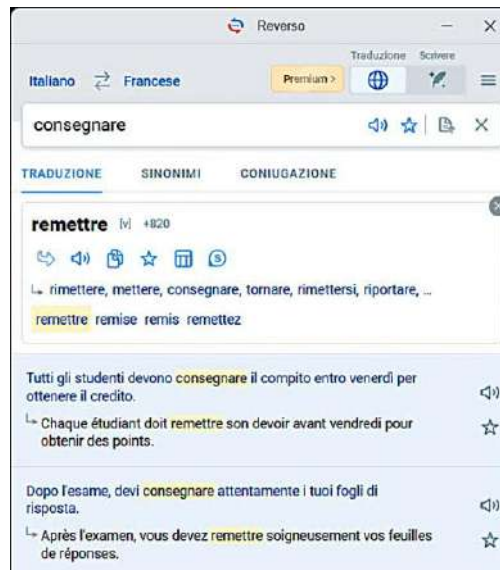 Reverso
Traduzione Scrivere
Italiano Francese Premium >
consegnare
TRADUZIONE SINONIMI CONIUGAZIONE
remettre [v] +820
rimettere, mettere, consegnare, tornare, rimettersi, riportare, ...
remettre remise remis remettez
Tutti gli studenti devono consegnare il compito entro venerdì per
ottenere il credito.
Chaque étudiant doit remettre son devoir avant vendredi pour
obtenir des points.
Dopo l'esame, devi consegnare attentamente i tuoi fogli di
risposta.
Après l'examen, vous devez remettre soigneusement vos feuilles
de réponses.